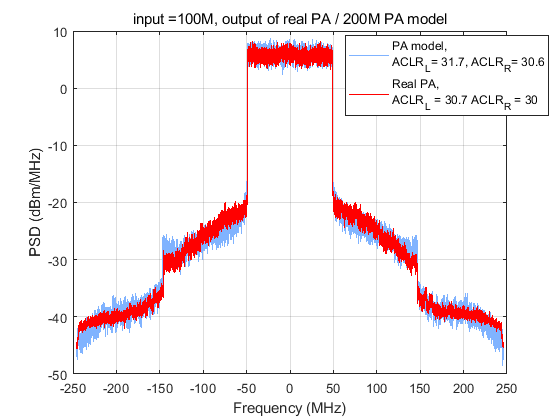 input =100M, output of real PA / 200M PA model
PA model,
ACLR_L = 31.7, ACLR_R = 30.6
Real PA,
ACLR_L = 30.7 ACLR_R = 30
PSD (dBm/MHz)
10
0
-10
-20
-30
-40
-50
-250 -200 -150 -100 -50 0 50 100 150 200 250
Frequency (MHz)